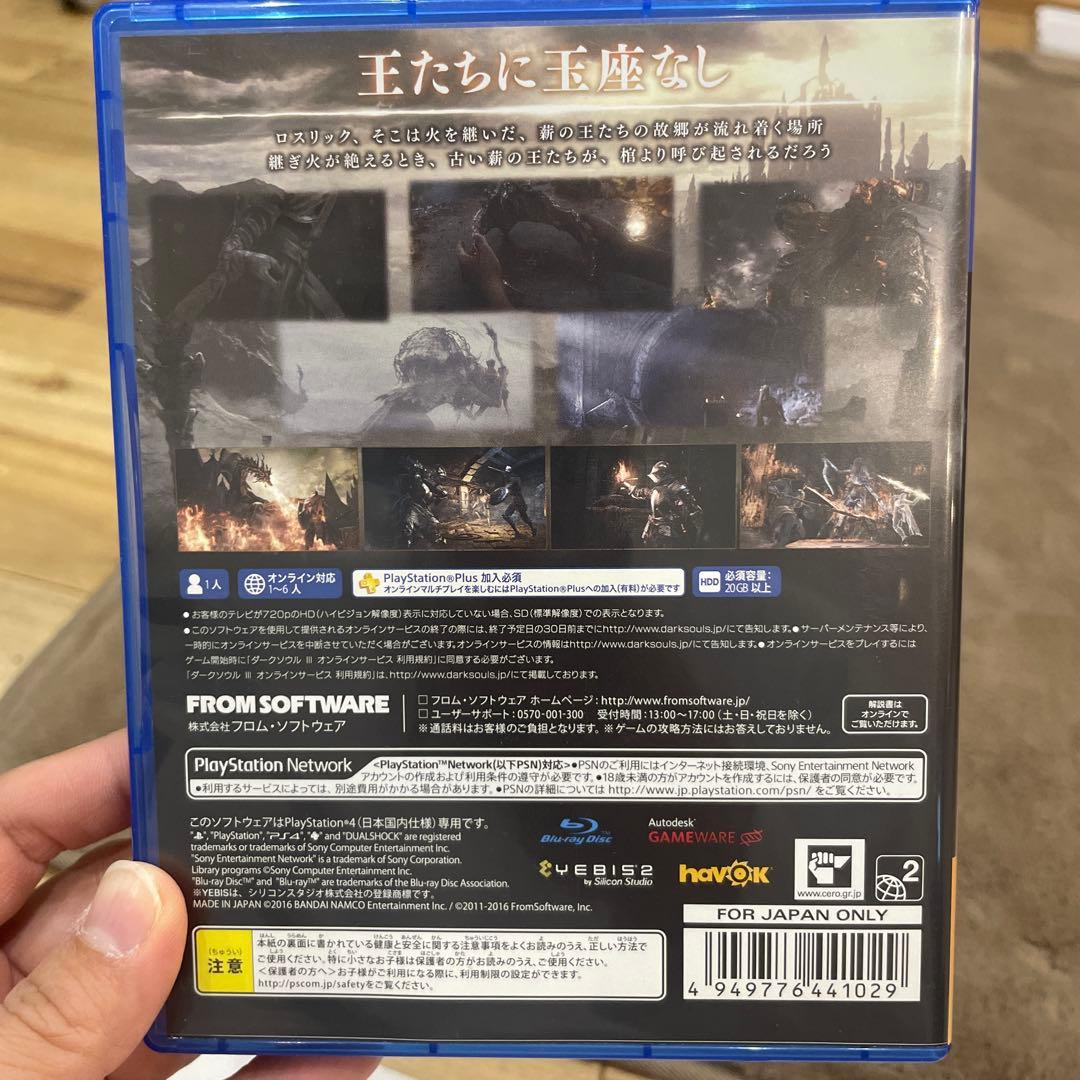 王たちに玉座なし
ロスリック、そこは火を継いだ、薪の王たちの故郷が流れ着く場所
継ぎ火が絶えるとき、古い薪の王たちが、棺より呼び起されるだろう
1人
オンライン対応
1～6人
PlayStation®Plus 加入必須
オンラインマルチプレイを楽しむにはPlayStation®Plusへの加入(有料)が必要です
HDD
必須容量：
20GB 以上
●お客様のテレビが720pのHD(ハイビジョン解像度)表示に対応していない場合、SD(標準解像度)での表示となります。
●このソフトウェアを使用して提供されるオンラインサービスの終了の際には、終了予定日の30日前までにhttp://www.darksouls.jp/にて告知します。●サーバーメンテナンス等により、
一時的にオンラインサービスを中断させていただく場合がございます。オンラインサービスの情報はhttp://www.darksouls.jp/にて告知します。●オンラインサービスをプレイするには
ゲーム開始時に「ダークソウル III オンラインサービス 利用規約」に同意する必要がございます。
「ダークソウル III オンラインサービス 利用規約」は、http://www.darksouls.jp/にて掲載しております。
FROMSOFTWARE
株式会社フロム・ソフトウェア
□フロム・ソフトウェア ホームページ：http://www.fromsoftware.jp/
□ユーザーサポート：0570-001-300 受付時間：13:00～17:00（土・日・祝日を除く）
※通話料はお客様のご負担となります。※ゲームの攻略方法にはお答えしておりません。
解説書は
オンラインで
ご覧いただけます。
PlayStation Network
<PlayStation™Network(以下PSN)対応>●PSNのご利用にはインターネット接続環境、Sony Entertainment Network
アカウントの作成および利用条件の遵守が必要です。●18歳未満の方がアカウントを作成するには、保護者の同意が必要です。
●利用するサービスによっては、別途費用がかかる場合があります。●PSNの詳細については http://www.jp.playstation.com/psn/ をご覧ください。
このソフトウェアはPlayStation®4（日本国内仕様）専用です。
", "PlayStation", "PS4", " " and "DUALSHOCK" are registered
trademarks or trademarks of Sony Computer Entertainment Inc.
"Sony Entertainment Network" is a trademark of Sony Corporation.
Library programs ©Sony Computer Entertainment Inc.
"Blu-ray Disc™" and "Blu-ray™" are trademarks of the Blu-ray Disc Association.
※YEBISは、シリコンスタジオ株式会社の登録商標です。
MADE IN JAPAN ©2016 BANDAI NAMCO Entertainment Inc. / ©2011-2016 FromSoftware, Inc.
Blu-ray Disc
Autodesk®
GAMEWARE
YEBIS 2
by Silicon Studio
havok
www.cero.gr.jp
2
FOR JAPAN ONLY
4 949776 441029
（ちゅうい）
注意
本紙の裏面に書かれている健康と安全に関する注意事項をよくお読みのうえ、正しい方法で
ご使用ください。特に小さなお子様は保護者の方がお読みのうえ、ご使用ください。
<保護者の方へ>お子様がご利用になる際に、利用制限の設定ができます。
http://pscom.jp/safetyをご覧ください。